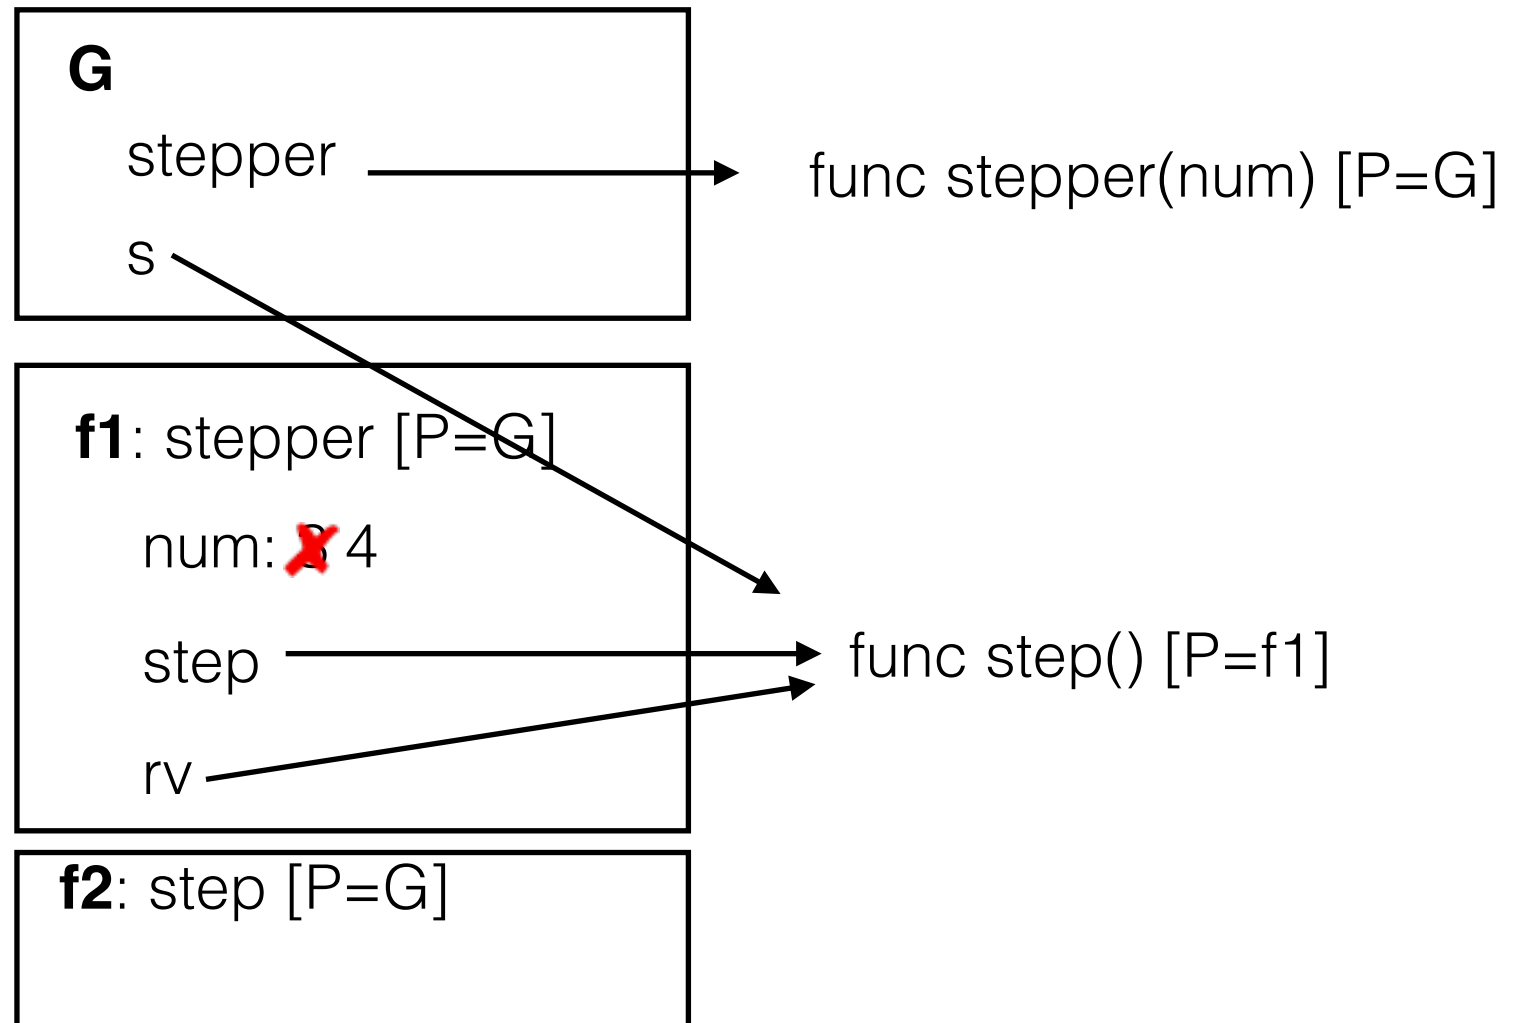 G
stepper
func stepper(num) [P=G]
s
f1: stepper [P=G]
num: 3 4
step
func step() [P=f1]
rv
f2: step [P=G]